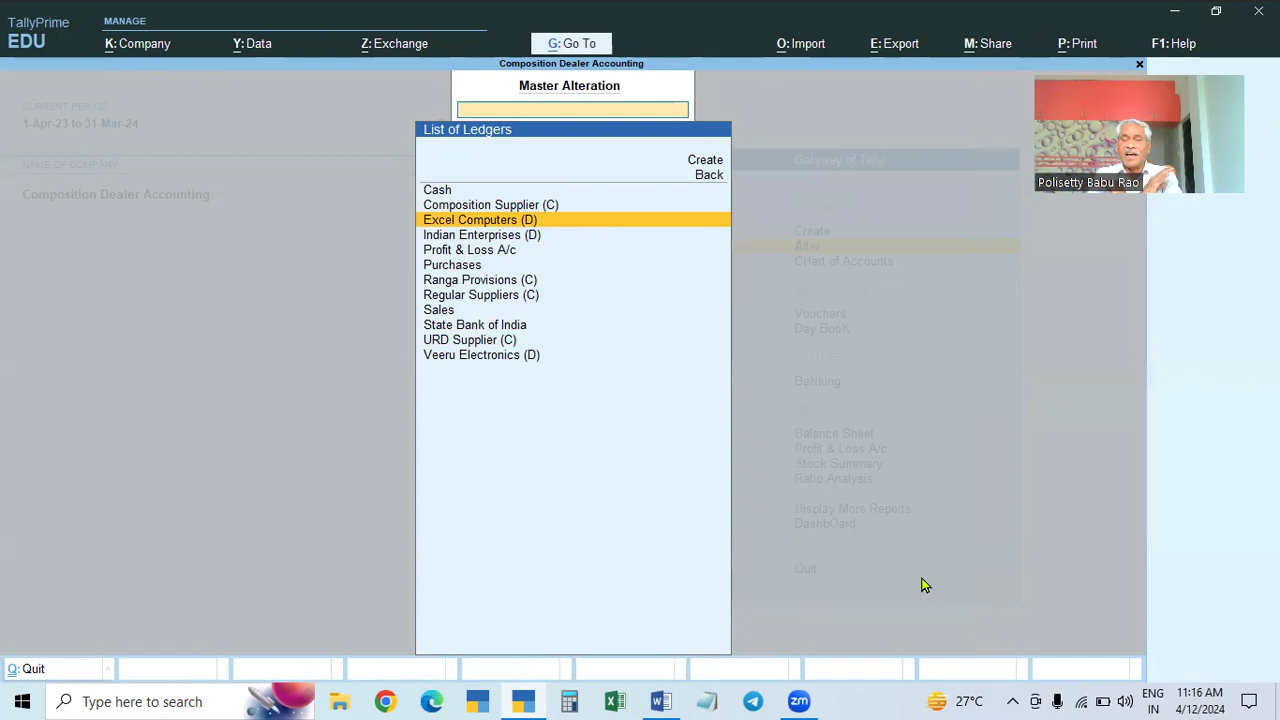 TallyPrime
EDU
MANAGE
K: Company
Y: Data
Z: Exchange
G: Go To
O: Import
E: Export
M: Share
P: Print
F1: Help
Composition Dealer Accounting
Master Alteration
List of Ledgers
Create
Back
Cash
Composition Supplier (C)
Excel Computers (D)
Indian Enterprises (D)
Profit & Loss A/c
Purchases
Ranga Provisions (C)
Regular Suppliers (C)
Sales
State Bank of India
URD Supplier (C)
Veeru Electronics (D)
CURRENT PERIOD
1-Apr-23 to 31-Mar-24
NAME OF COMPANY
Composition Dealer Accounting
Gateway of Tally
Create
Alter
CHart of Accounts
Vouchers
Day BooK
BaNking
Balance Sheet
Profit & Loss A/c
Stock Summary
Ratio Analysis
Display More Reports
DashbOard
Quit
Polisetty Babu Rao
Q: Quit
Type here to search
27°C
ENG
IN
11:16 AM
4/12/2024